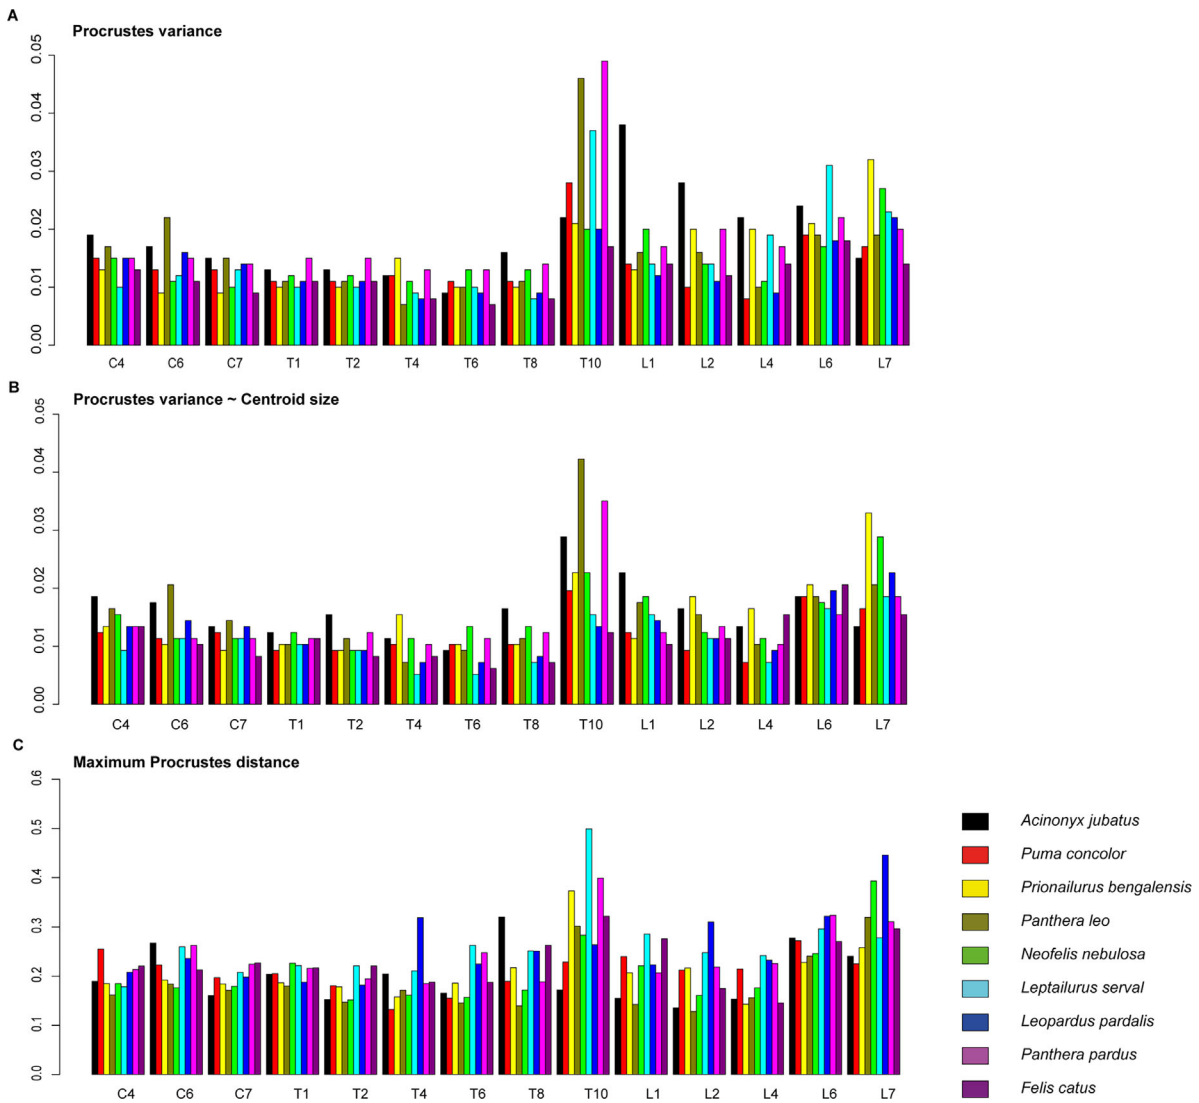 A
Procrustes variance
0.05
0.04
0.03
0.02
0.01
0.00
C4 C6 C7 T1 T2 T4 T6 T8 T10 L1 L2 L4 L6 L7
B
Procrustes variance ~ Centroid size
0.05
0.04
0.03
0.02
0.01
0.00
C4 C6 C7 T1 T2 T4 T6 T8 T10 L1 L2 L4 L6 L7
C
Maximum Procrustes distance
0.6
0.5
0.4
0.3
0.2
0.1
0.0
C4 C6 C7 T1 T2 T4 T6 T8 T10 L1 L2 L4 L6 L7
Acinonyx jubatus
Puma concolor
Prionailurus bengalensis
Panthera leo
Neofelis nebulosa
Leptailurus serval
Leopardus pardalis
Panthera pardus
Felis catus